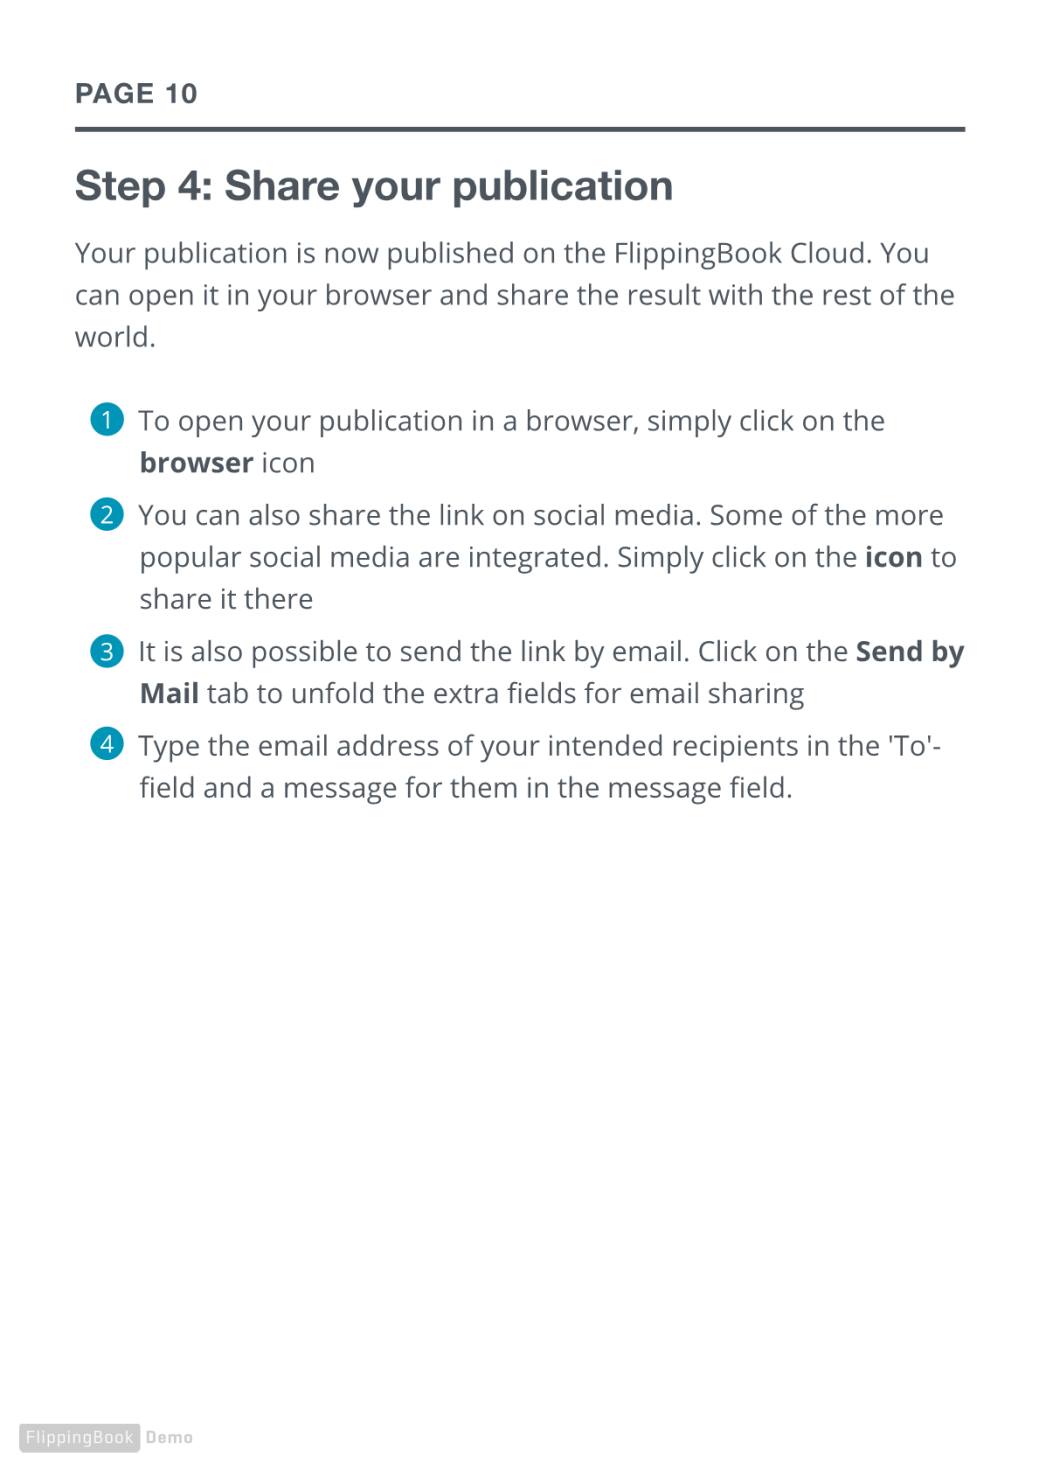 PAGE 10
Step 4: Share your publication
Your publication is now published on the FlippingBook Cloud. You
can open it in your browser and share the result with the rest of the
world.
1 To open your publication in a browser, simply click on the
browser icon
2 You can also share the link on social media. Some of the more
popular social media are integrated. Simply click on the icon to
share it there
3 It is also possible to send the link by email. Click on the Send by
Mail tab to unfold the extra fields for email sharing
4 Type the email address of your intended recipients in the 'To'-
field and a message for them in the message field.
FlippingBook Demo